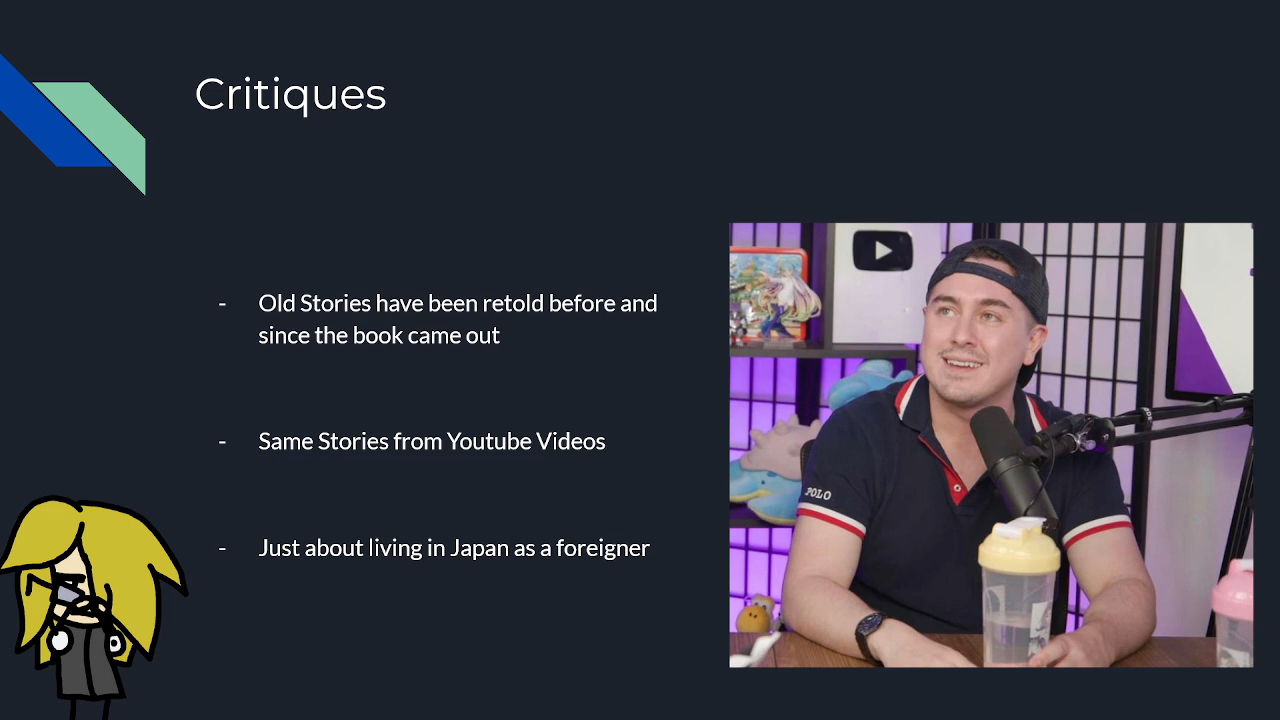 Critiques
- Old Stories have been retold before and
since the book came out
- Same Stories from Youtube Videos
- Just about living in Japan as a foreigner
POLO